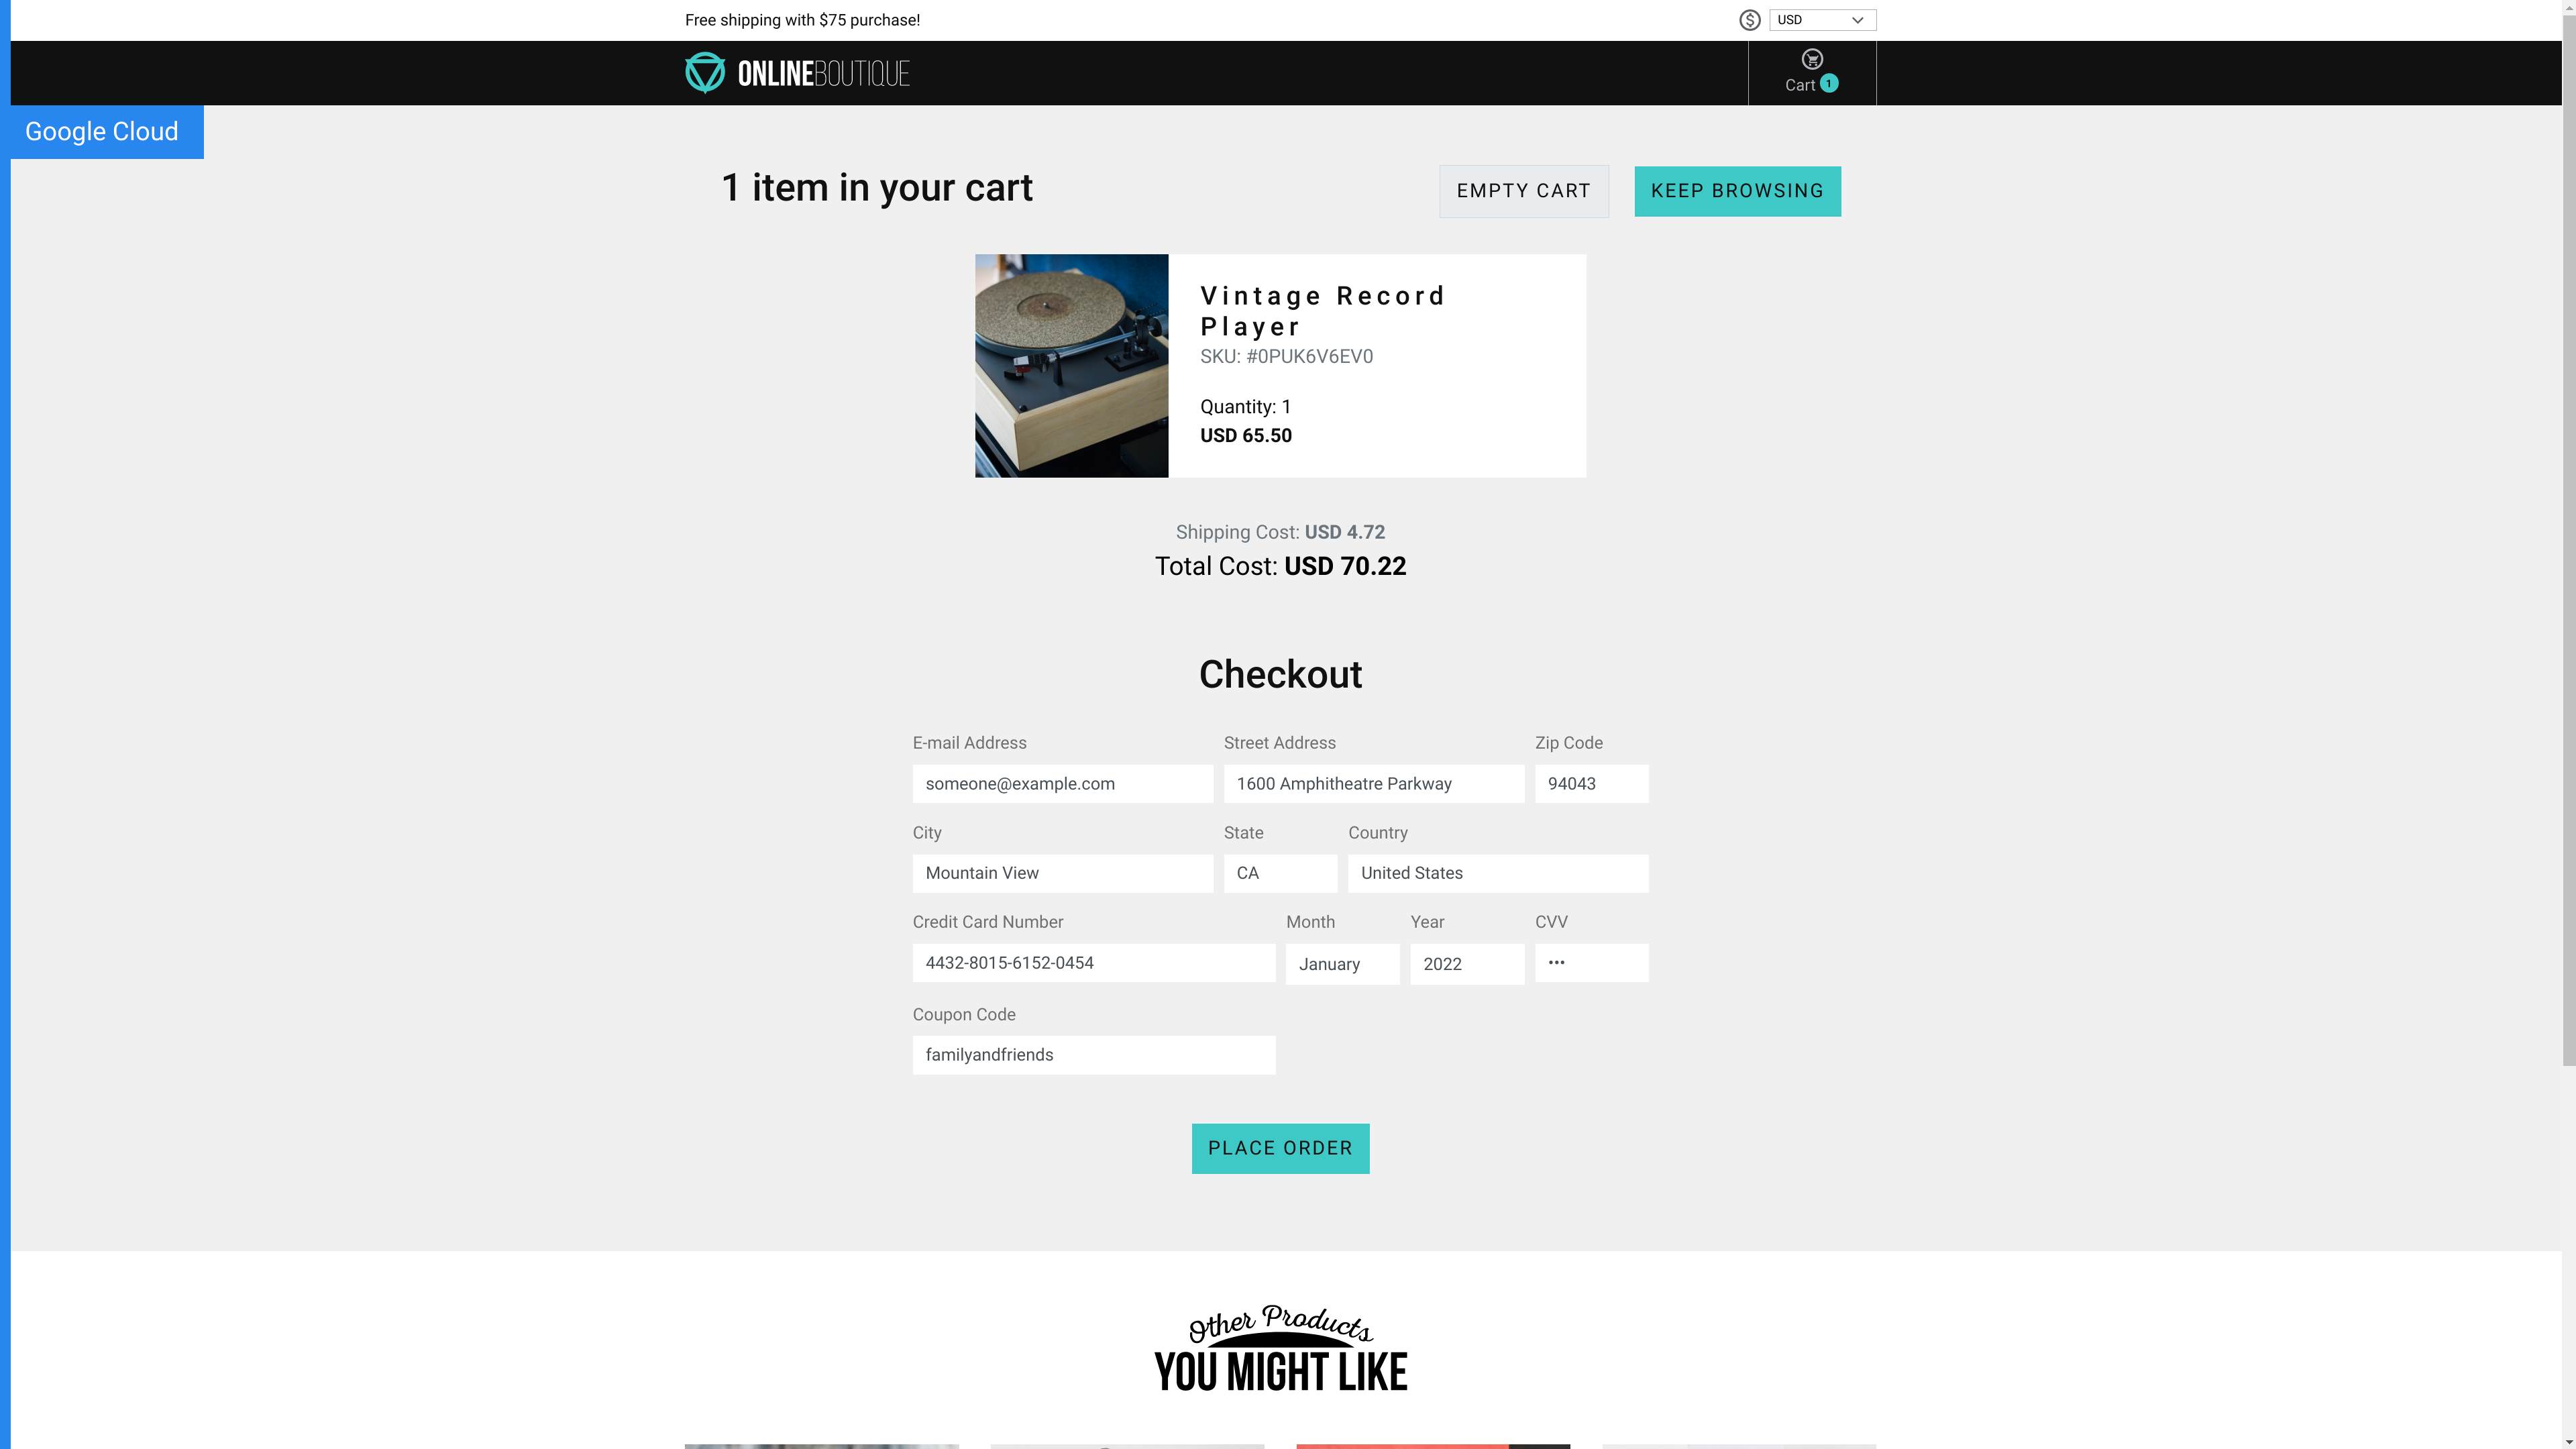 Free shipping with $75 purchase!
USD
ONLINEBOUTIQUE
Cart 1
Google Cloud
1 item in your cart
EMPTY CART
KEEP BROWSING
Vintage Record
Player
SKU: #0PUK6V6EV0
Quantity: 1
USD 65.50
Shipping Cost: USD 4.72
Total Cost: USD 70.22
Checkout
E-mail Address Street Address Zip Code
someone@example.com 1600 Amphitheatre Parkway 94043
City State Country
Mountain View CA United States
Credit Card Number Month Year CVV
4432-8015-6152-0454 January 2022 •••
Coupon Code
familyandfriends
PLACE ORDER
Other Products
YOU MIGHT LIKE